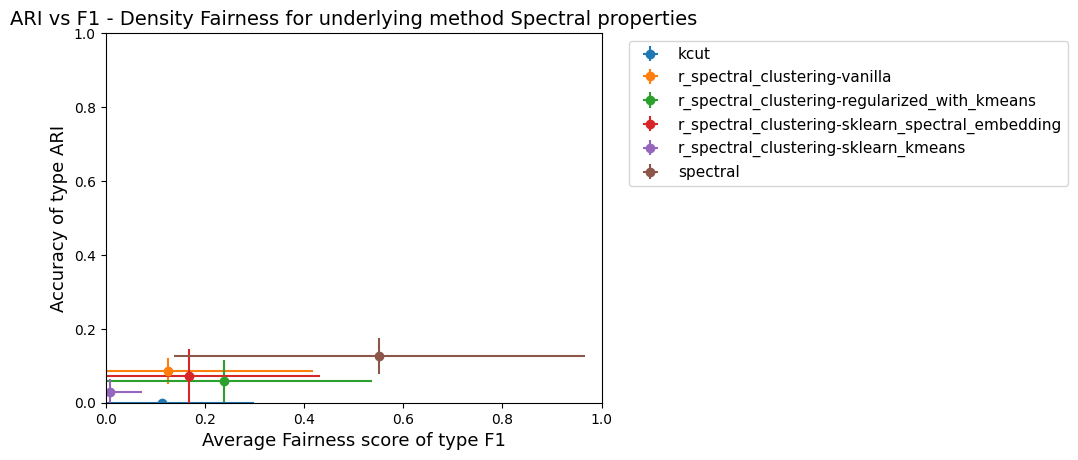 ARI vs F1 - Density Fairness for underlying method Spectral properties
Accuracy of type ARI
1.0
0.8
0.6
0.4
0.2
0.0
0.0 0.2 0.4 0.6 0.8 1.0
Average Fairness score of type F1
kcut
r_spectral_clustering-vanilla
r_spectral_clustering-regularized_with_kmeans
r_spectral_clustering-sklearn_spectral_embedding
r_spectral_clustering-sklearn_kmeans
spectral